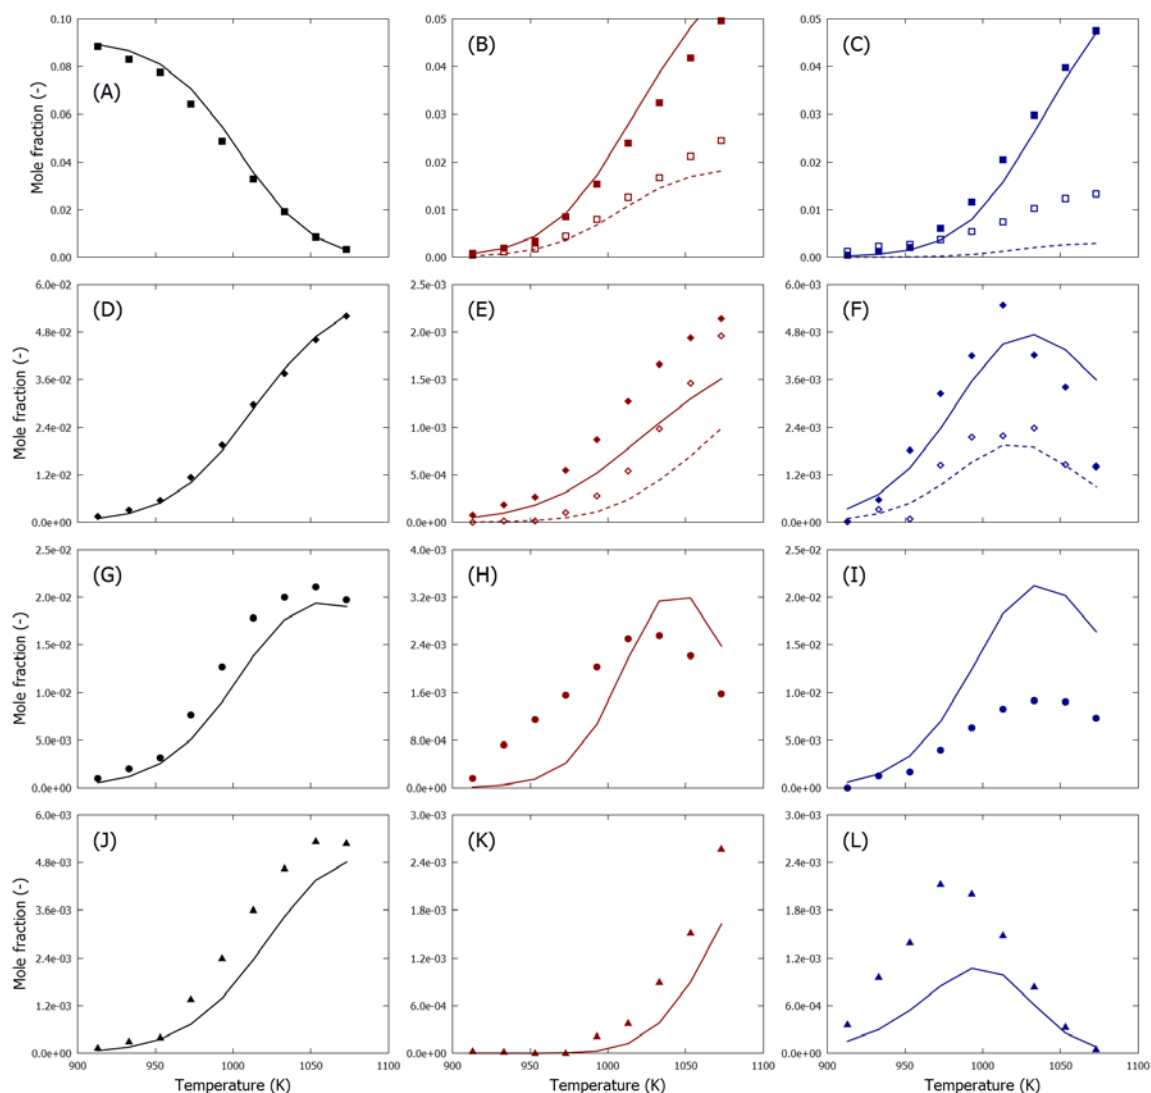 0.10
0.08
0.06
0.04
0.02
0.00
Mole fraction (-)
(A)
0.05
0.04
0.03
0.02
0.01
0.00
(B)
0.05
0.04
0.03
0.02
0.01
0.00
(C)
6.0e-02
4.8e-02
3.6e-02
2.4e-02
1.2e-02
0.0e+00
Mole fraction (-)
(D)
2.5e-03
2.0e-03
1.5e-03
1.0e-03
5.0e-04
0.0e+00
(E)
6.0e-03
4.8e-03
3.6e-03
2.4e-03
1.2e-03
0.0e+00
(F)
2.5e-02
2.0e-02
1.5e-02
1.0e-02
5.0e-03
0.0e+00
Mole fraction (-)
(G)
4.0e-03
3.2e-03
2.4e-03
1.6e-03
8.0e-04
0.0e+00
(H)
2.5e-02
2.0e-02
1.5e-02
1.0e-02
5.0e-03
0.0e+00
(I)
6.0e-03
4.8e-03
3.6e-03
2.4e-03
1.2e-03
0.0e+00
Mole fraction (-)
(J)
3.0e-03
2.4e-03
1.8e-03
1.2e-03
6.0e-04
0.0e+00
(K)
3.0e-03
2.4e-03
1.8e-03
1.2e-03
6.0e-04
0.0e+00
(L)
900 950 1000 1050 1100
900 950 1000 1050 1100
900 950 1000 1050 1100
Temperature (K)
Temperature (K)
Temperature (K)